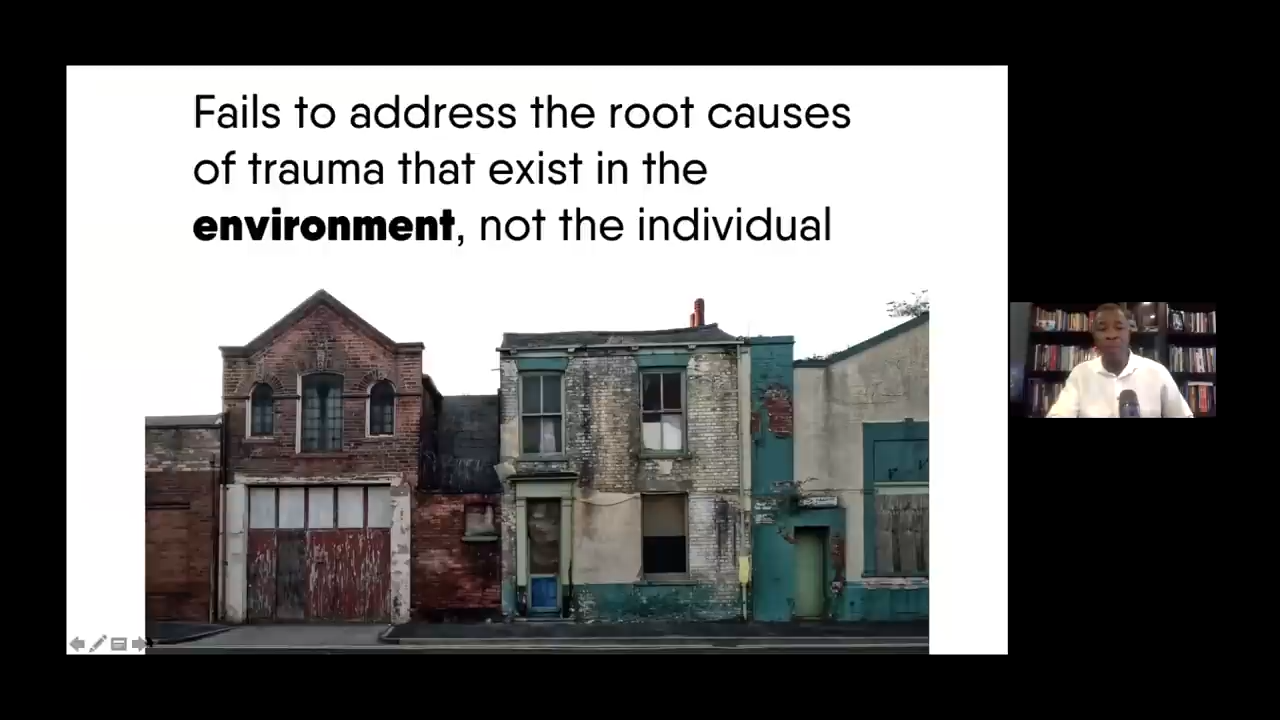 Fails to address the root causes
of trauma that exist in the
environment, not the individual